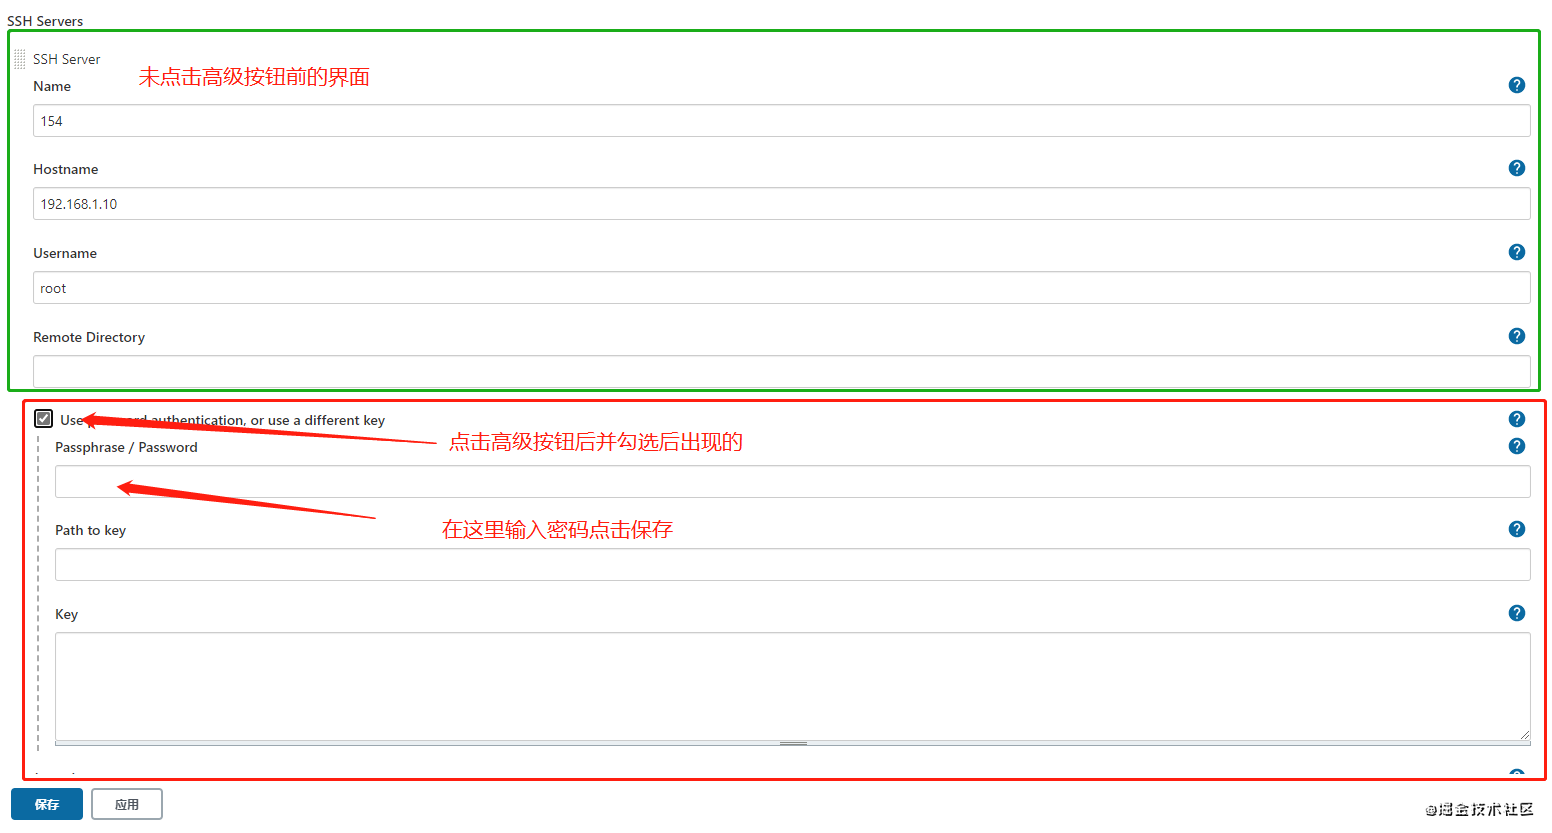 SSH Servers
SSH Server
未点击高级按钮前的界面
Name
154
Hostname
192.168.1.10
Username
root
Remote Directory
Use authentication, or use a different key
点击高级按钮后并勾选后出现的
Passphrase / Password
在这里输入密码点击保存
Path to key
Key
保存 应用
@掘金技术社区